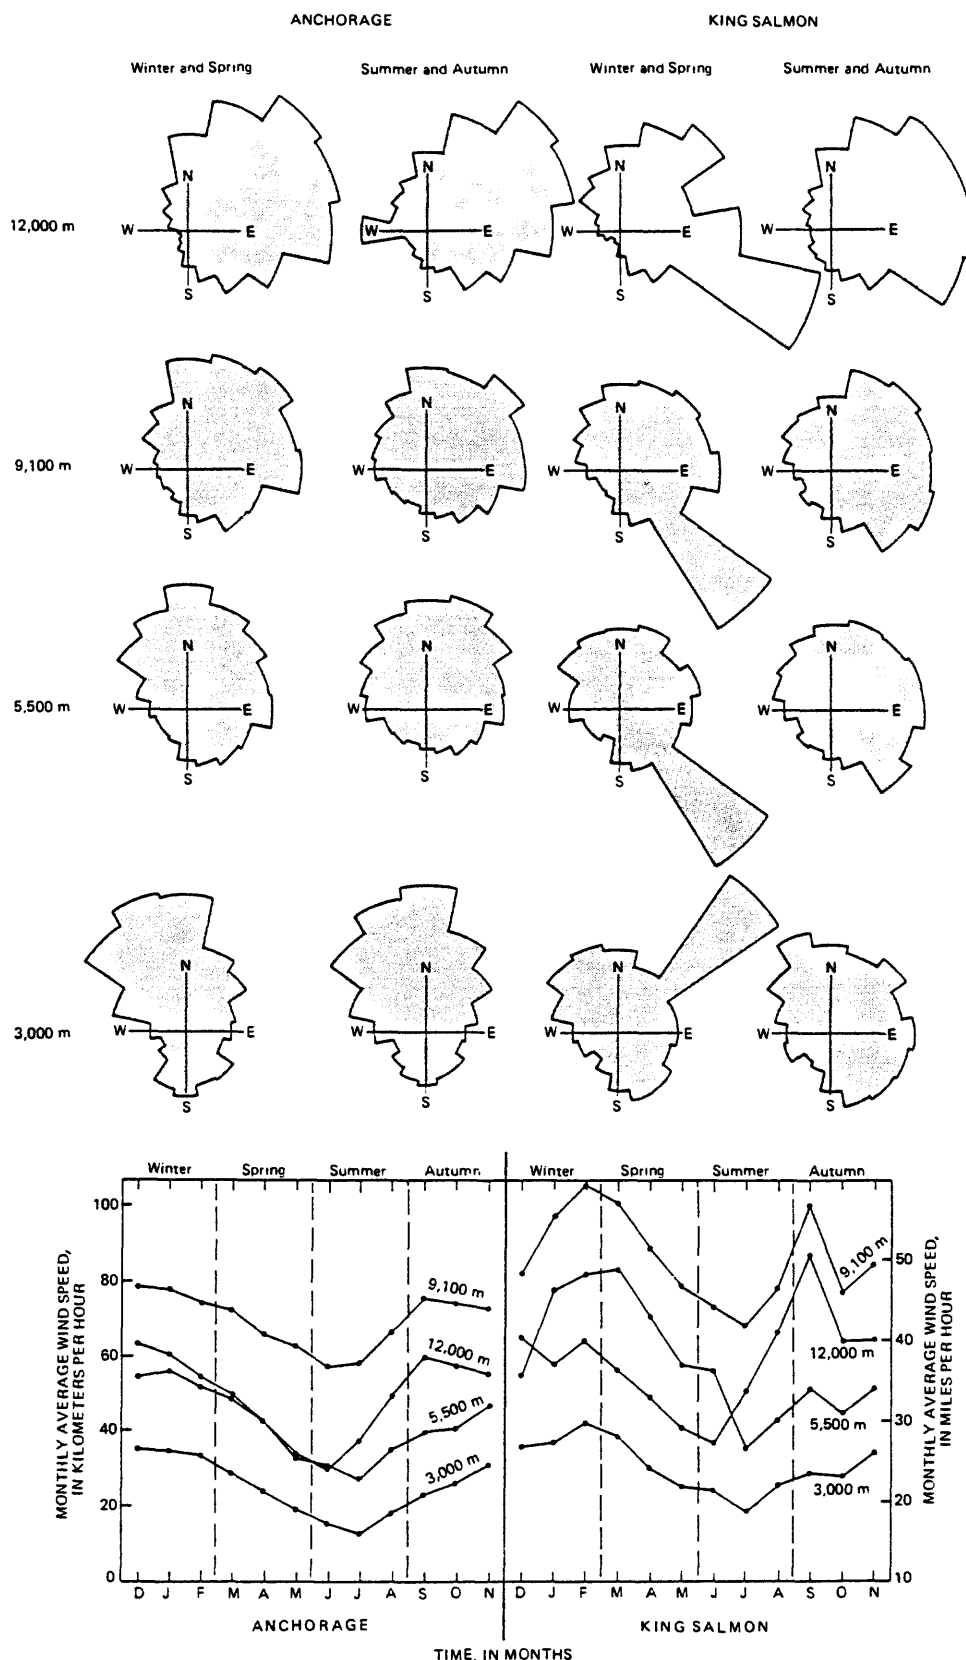 ANCHORAGE KING SALMON
Winter and Spring Summer and Autumn Winter and Spring Summer and Autumn
N N N N
12,000 m W E W E W E W E
S S S S
N N N N
9,100 m W E W E W E W E
S S S S
N N N N
5,500 m W E W E W E W E
S S S S
N N N N
3,000 m W E W E W E W E
S S S S
Winter Spring Summer Autumn Winter Spring Summer Autumn
MONTHLY AVERAGE WIND SPEED,
IN KILOMETERS PER HOUR
100
80
60
40
20
0
9,100 m
12,000 m
5,500 m
3,000 m
9,100 m
12,000 m
5,500 m
3,000 m
50
40
30
20
10
MONTHLY AVERAGE WIND SPEED,
IN MILES PER HOUR
D J F M A M J J A S O N D J F M A M J J A S O N
ANCHORAGE KING SALMON
TIME, IN MONTHS